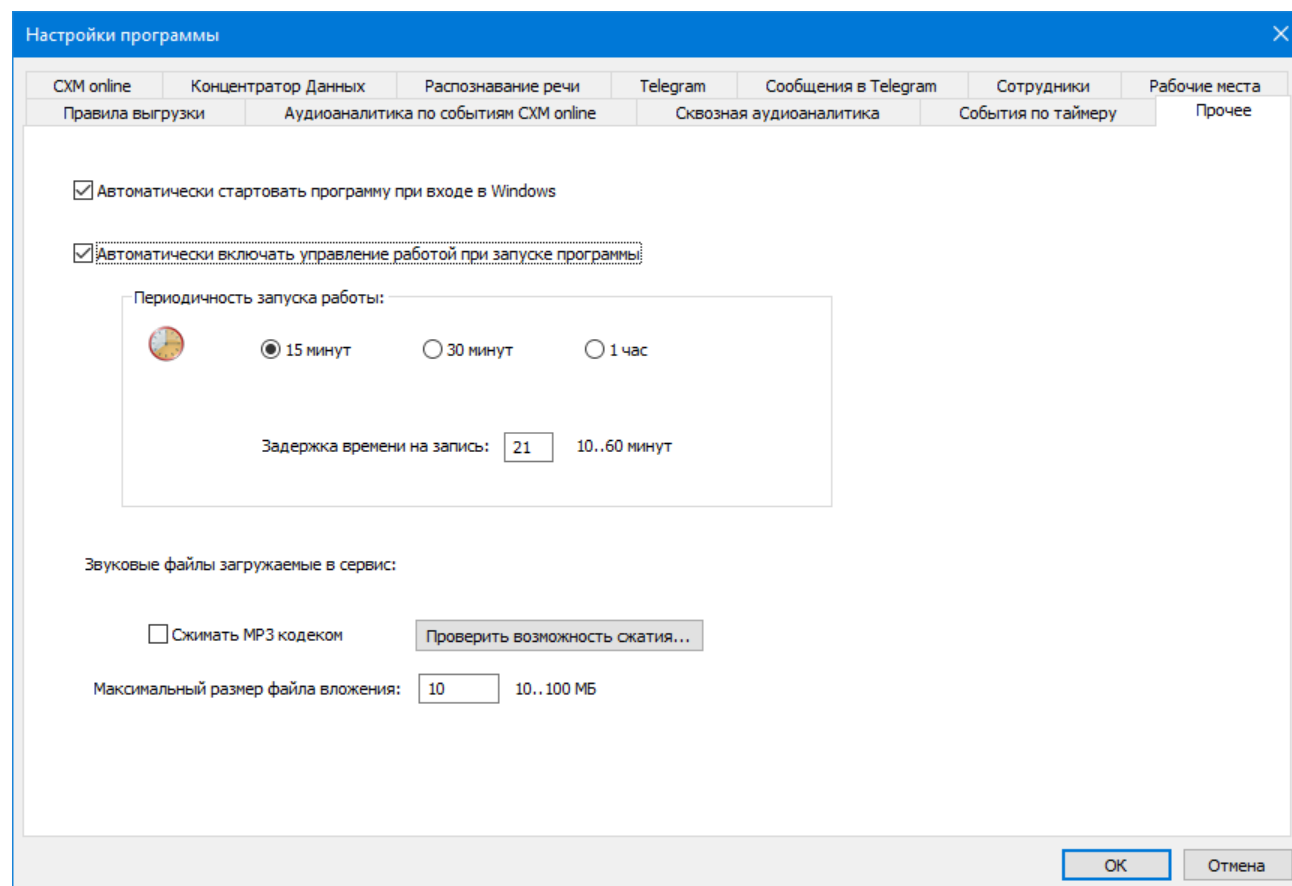 Настройки программы
CXM online Концентратор Данных Распознавание речи Telegram Сообщения в Telegram Сотрудники Рабочие места
Правила выгрузки Аудиоаналитика по событиям CXM online Сквозная аудиоаналитика События по таймеру Прочее
Автоматически стартовать программу при входе в Windows
Автоматически включать управление работой при запуске программы
Периодичность запуска работы:
15 минут 30 минут 1 час
Задержка времени на запись: 21 10..60 минут
Звуковые файлы загружаемые в сервис:
Сжимать MP3 кодеком Проверить возможность сжатия...
Максимальный размер файла вложения: 10 10..100 МБ
OK Отмена